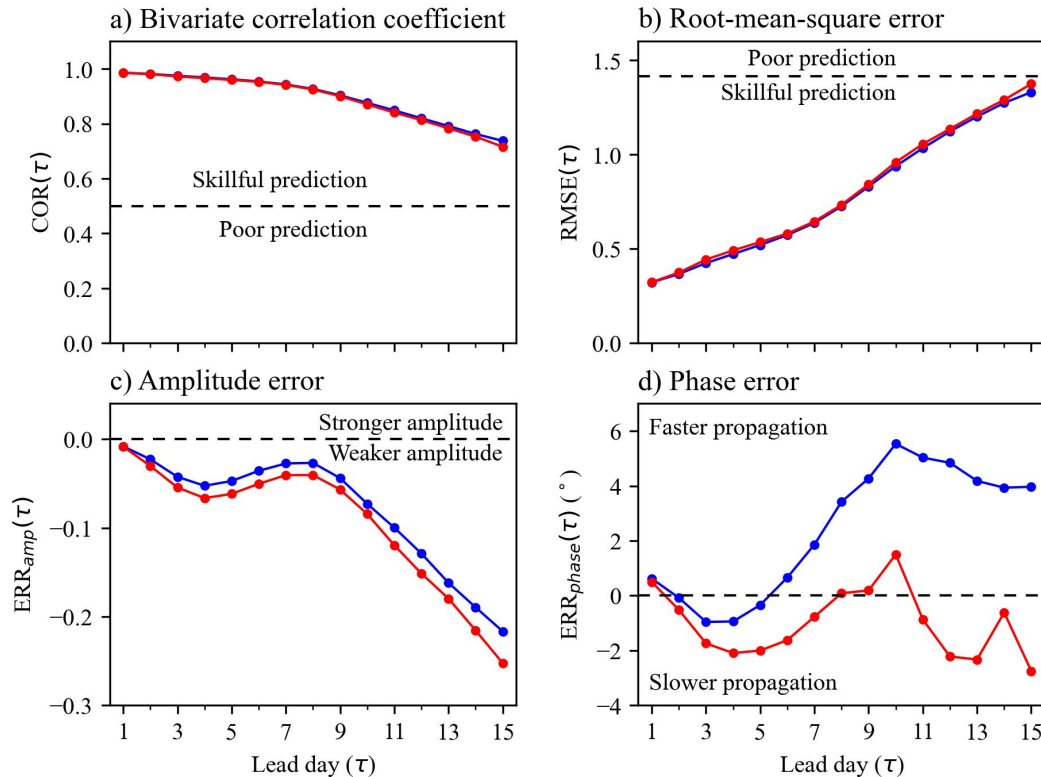 a) Bivariate correlation coefficient
1.0
0.8
0.6
0.4
0.2
0.0
COR(τ)
Skillful prediction
Poor prediction
b) Root-mean-square error
1.5
1.0
0.5
0.0
RMSE(τ)
Poor prediction
Skillful prediction
c) Amplitude error
0.0
−0.1
−0.2
−0.3
ERRamp(τ)
Stronger amplitude
Weaker amplitude
1 3 5 7 9 11 13 15
Lead day (τ)
d) Phase error
6
4
2
0
−2
−4
ERRphase(τ) (°)
Faster propagation
Slower propagation
1 3 5 7 9 11 13 15
Lead day (τ)